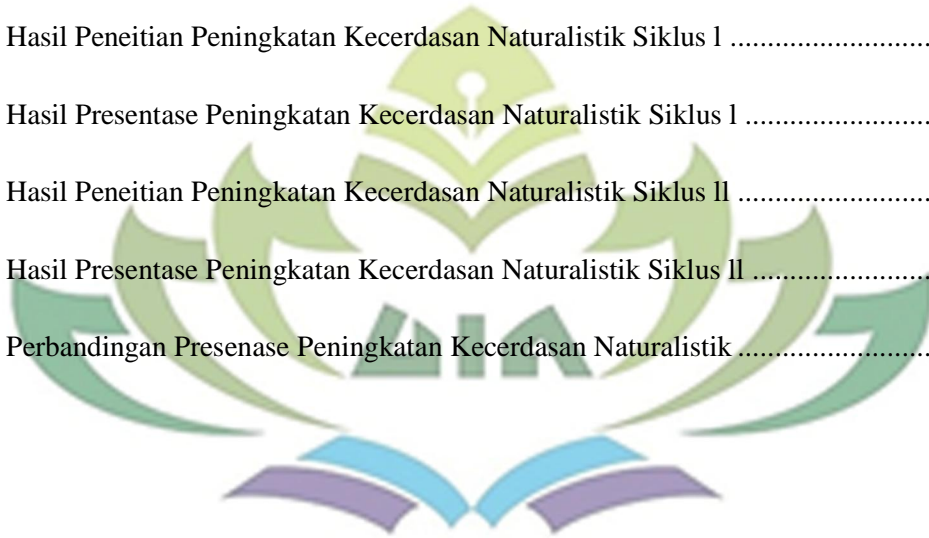 Hasil Peneitian Peningkatan Kecerdasan Naturalistik Siklus l ...........................
Hasil Presentase Peningkatan Kecerdasan Naturalistik Siklus l .........................
Hasil Peneitian Peningkatan Kecerdasan Naturalistik Siklus ll ..........................
Hasil Presentase Peningkatan Kecerdasan Naturalistik Siklus ll ........................
Perbandingan Presenase Peningkatan Kecerdasan Naturalistik ..........................